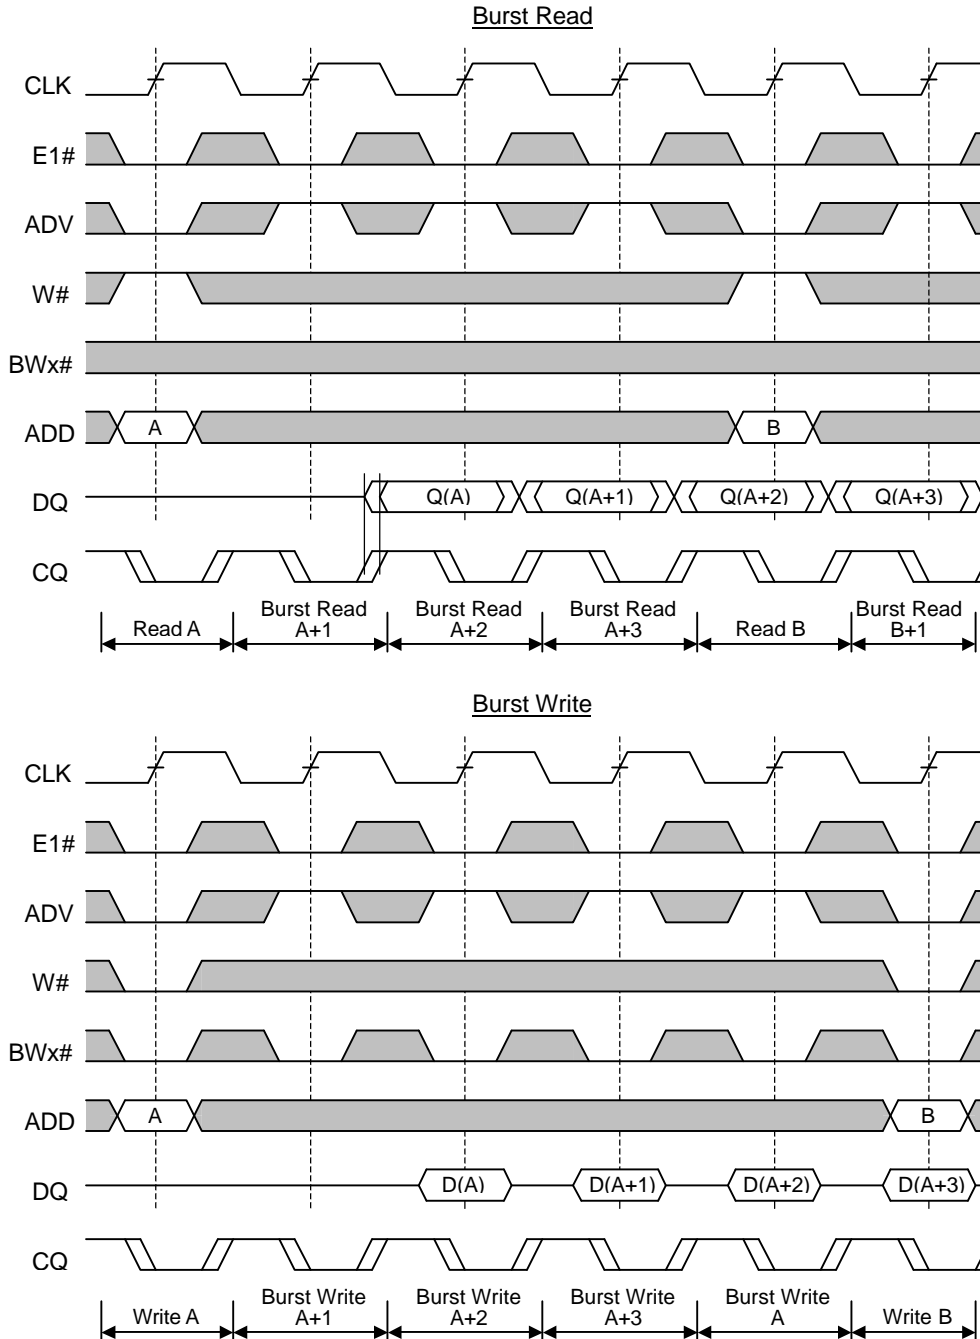 Burst Read
CLK
E1#
ADV
W#
BWx#
ADD A B
DQ Q(A) Q(A+1) Q(A+2) Q(A+3)
CQ
Read A Burst Read A+1 Burst Read A+2 Burst Read A+3 Read B Burst Read B+1
Burst Write
CLK
E1#
ADV
W#
BWx#
ADD A B
DQ D(A) D(A+1) D(A+2) D(A+3)
CQ
Write A Burst Write A+1 Burst Write A+2 Burst Write A+3 Burst Write A Write B